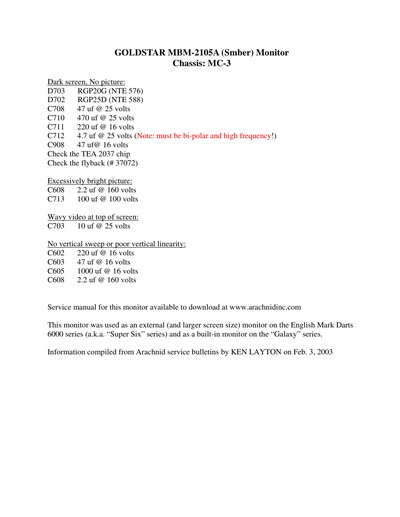 GOLDSTAR MBM-2105A (Smber) Monitor
Chassis: MC-3
Dark screen, No picture:
D703 RGP20G (NTE 576)
D702 RGP25D (NTE 588)
C708 47 uf @ 25 volts
C710 470 uf @ 25 volts
C711 220 uf @ 16 volts
C712 4.7 uf @ 25 volts (Note: must be bi-polar and high frequency!)
C908 47 uf@ 16 volts
Check the TEA 2037 chip
Check the flyback (# 37072)
Excessively bright picture:
C608 2.2 uf @ 160 volts
C713 100 uf @ 100 volts
Wavy video at top of screen:
C703 10 uf @ 25 volts
No vertical sweep or poor vertical linearity:
C602 220 uf @ 16 volts
C603 47 uf @ 16 volts
C605 1000 uf @ 16 volts
C608 2.2 uf @ 160 volts
Service manual for this monitor available to download at www.arachnidinc.com
This monitor was used as an external (and larger screen size) monitor on the English Mark Darts
6000 series (a.k.a. “Super Six” series) and as a built-in monitor on the “Galaxy” series.
Information compiled from Arachnid service bulletins by KEN LAYTON on Feb. 3, 2003